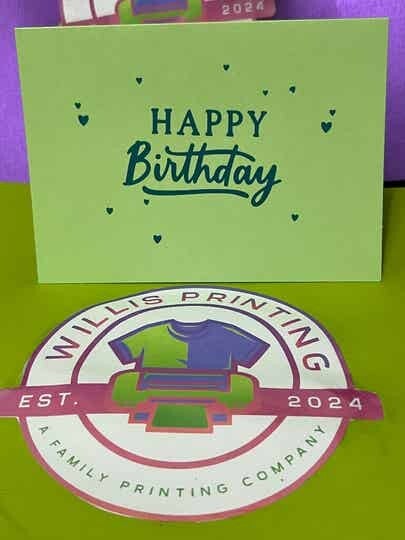 2024
HAPPY
Birthday
WILLIS PRINTING
EST. 2024
A FAMILY PRINTING COMPANY